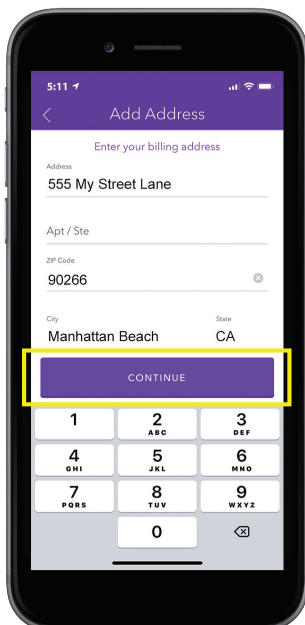 5:11
Add Address
Enter your billing address
Address
555 My Street Lane
Apt / Ste
ZIP Code
90266
City State
Manhattan Beach CA
CONTINUE
1 2 3
ABC DEF
4 5 6
GHI JKL MNO
7 8 9
PQRS TUV WXYZ
0